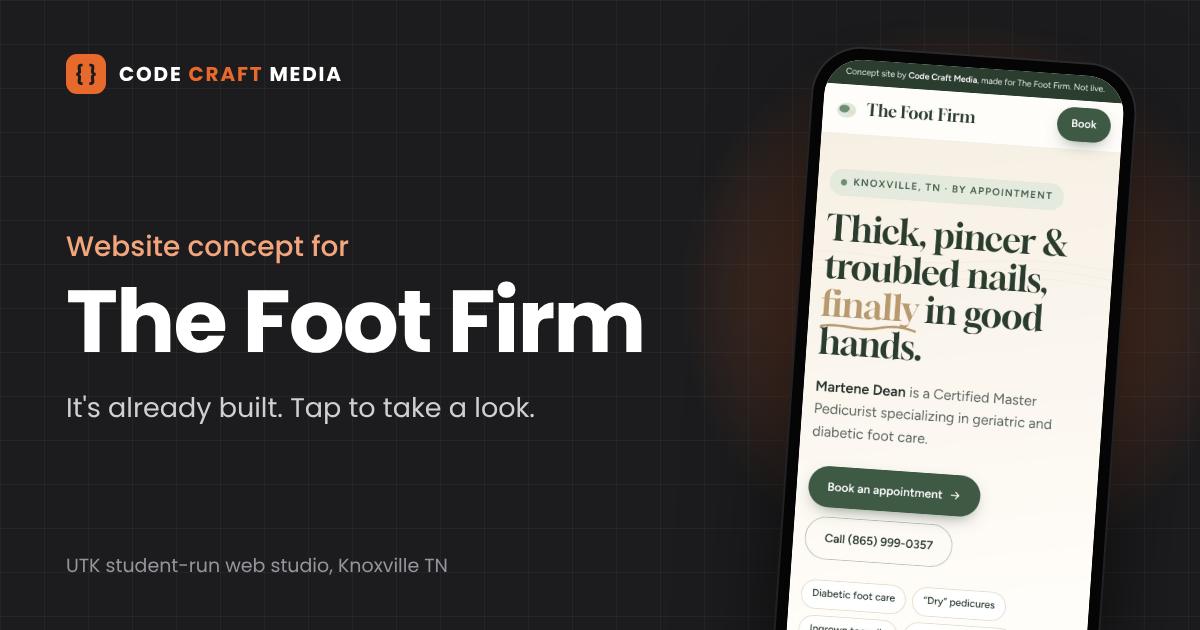 { } CODE CRAFT MEDIA
Website concept for
The Foot Firm
It's already built. Tap to take a look.
UTK student-run web studio, Knoxville TN
Concept site by Code Craft Media, made for The Foot Firm. Not live.
The Foot Firm
Book
KNOXVILLE, TN · BY APPOINTMENT
Thick, pincer &
troubled nails,
finally in good
hands.
Martene Dean is a Certified Master
Pedicurist specializing in geriatric and
diabetic foot care.
Book an appointment →
Call (865) 999-0357
Diabetic foot care
“Dry” pedicures